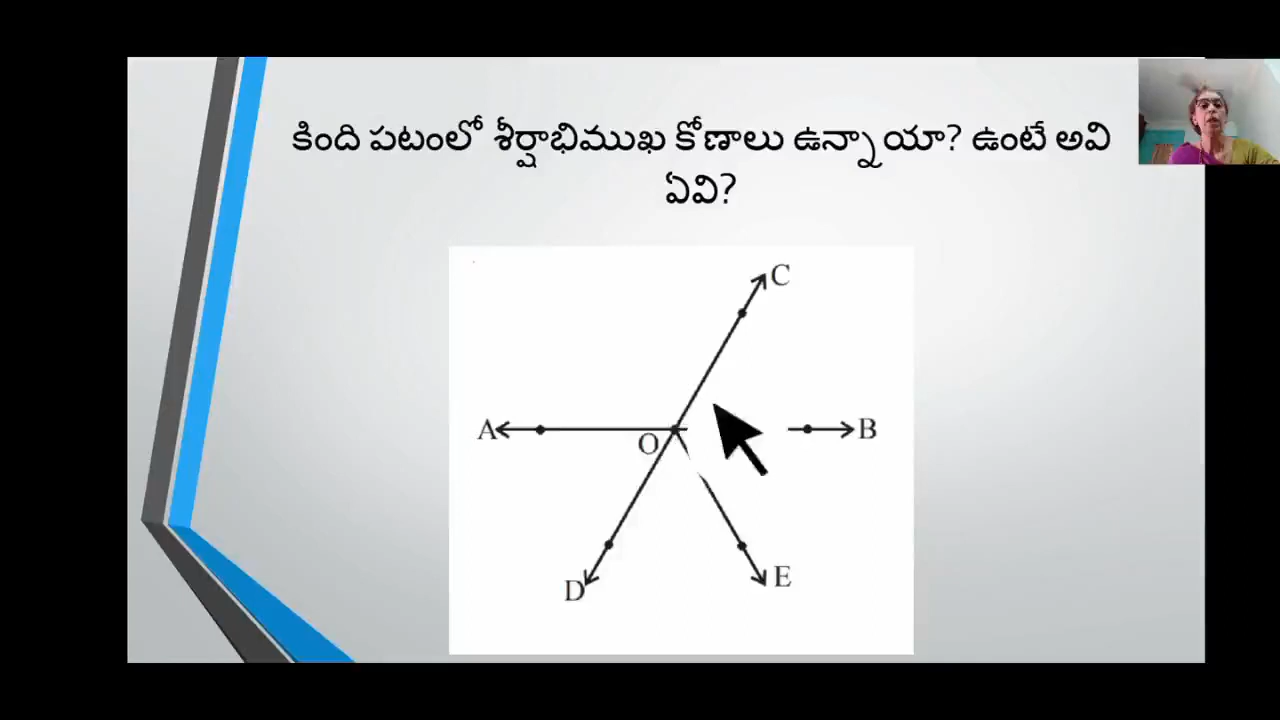 కింది పటంలో శీర్షాభిముఖ కోణాలు ఉన్నాయా? ఉంటే అవి
ఏవి?
C
A
O
B
D
E